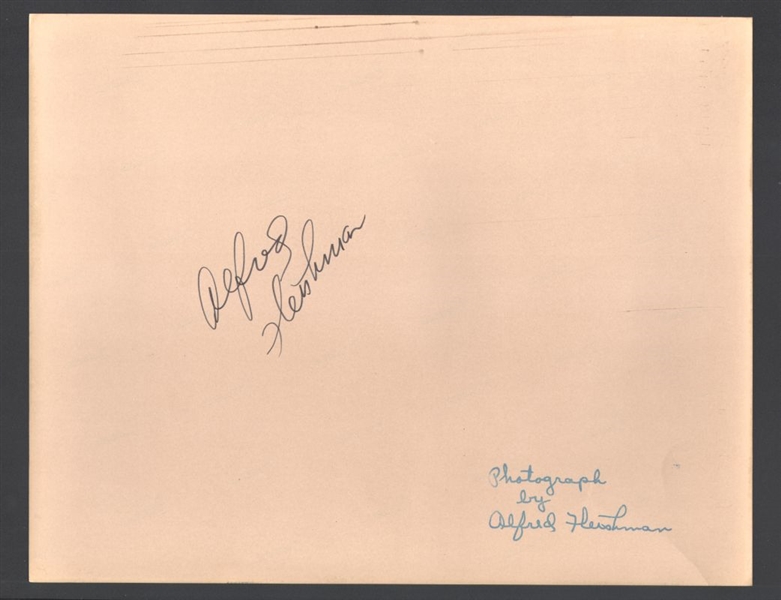 Alfred
Fleishman
Photograph
by
Alfred Fleishman